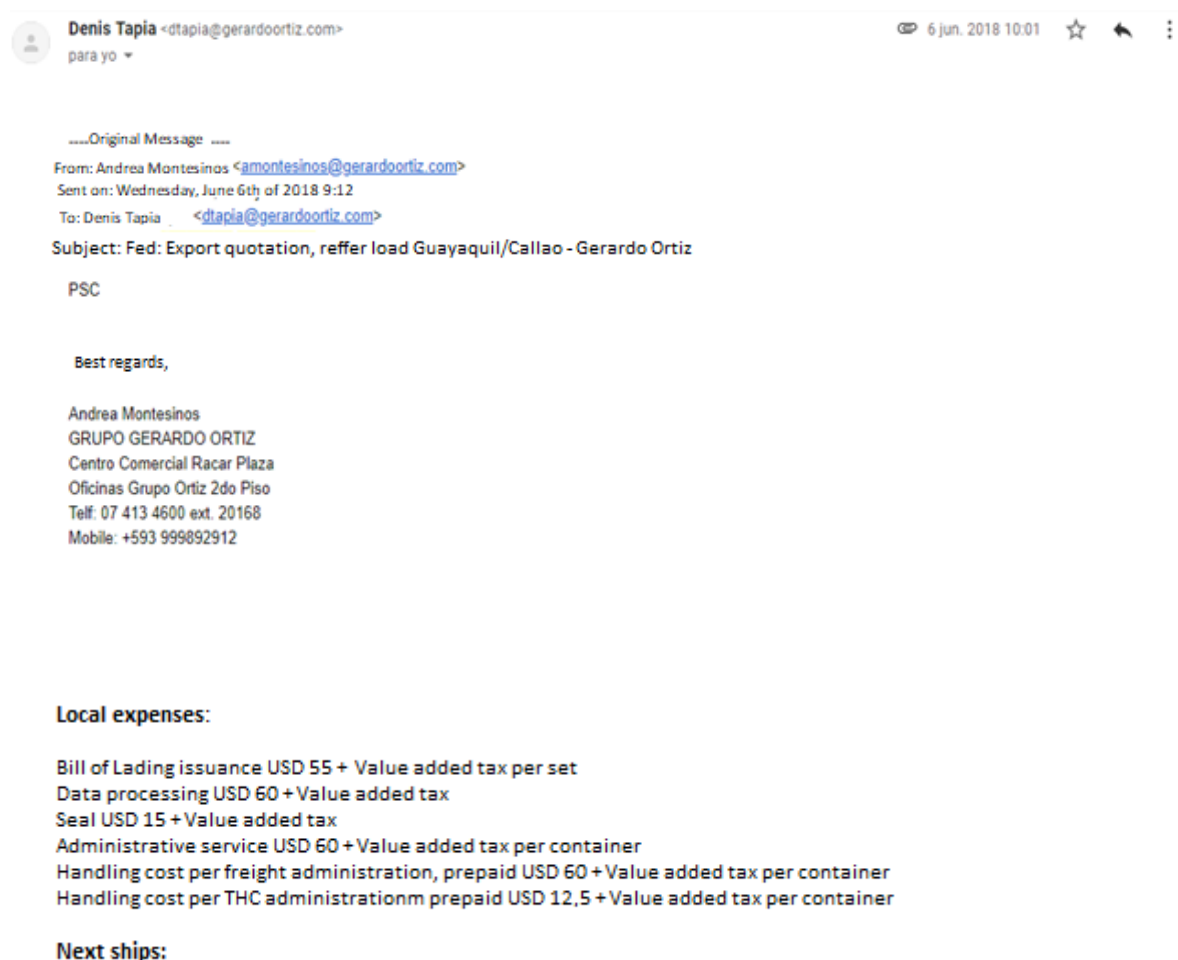 Denis Tapia <dtapia@gerardoortiz.com>
6 jun. 2018 10:01
para yo
----Original Message ----
From: Andrea Montesinos <amontesinos@gerardoortiz.com>
Sent on: Wednesday, June 6th of 2018 9:12
To: Denis Tapia <dtapia@gerardoortiz.com>
Subject: Fed: Export quotation, reffer load Guayaquil/Callao - Gerardo Ortiz
PSC
Best regards,
Andrea Montesinos
GRUPO GERARDO ORTIZ
Centro Comercial Racar Plaza
Oficinas Grupo Ortiz 2do Piso
Telf: 07 413 4600 ext. 20168
Mobile: +593 999892912
Local expenses:
Bill of Lading issuance USD 55 + Value added tax per set
Data processing USD 60 + Value added tax
Seal USD 15 + Value added tax
Administrative service USD 60 + Value added tax per container
Handling cost per freight administration, prepaid USD 60 + Value added tax per container
Handling cost per THC administrationm prepaid USD 12,5 + Value added tax per container
Next ships: